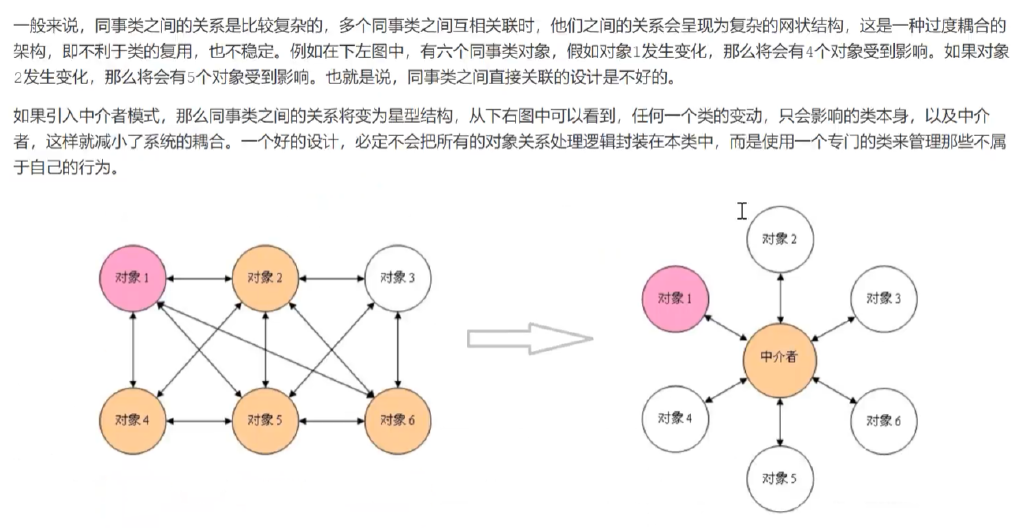 一般来说，同事类之间的关系是比较复杂的，多个同事类之间互相关联时，他们之间的关系会呈现为复杂的网状结构，这是一种过度耦合的
架构，即不利于类的复用，也不稳定。例如在下左图中，有六个同事类对象，假如对象1发生变化，那么将会有4个对象受到影响。如果对象
2发生变化，那么将会有5个对象受到影响。也就是说，同事类之间直接关联的设计是不好的。
如果引入中介者模式，那么同事类之间的关系将变为星型结构，从下右图中可以看到，任何一个类的变动，只会影响的类本身，以及中介
者，这样就减小了系统的耦合。一个好的设计，必定不会把所有的对象关系处理逻辑封装在本类中，而是使用一个专门的类来管理那些不属
于自己的行为。
对象1
对象2
对象3
对象4
对象5
对象6
对象2
对象1
对象3
中介者
对象4
对象6
对象5